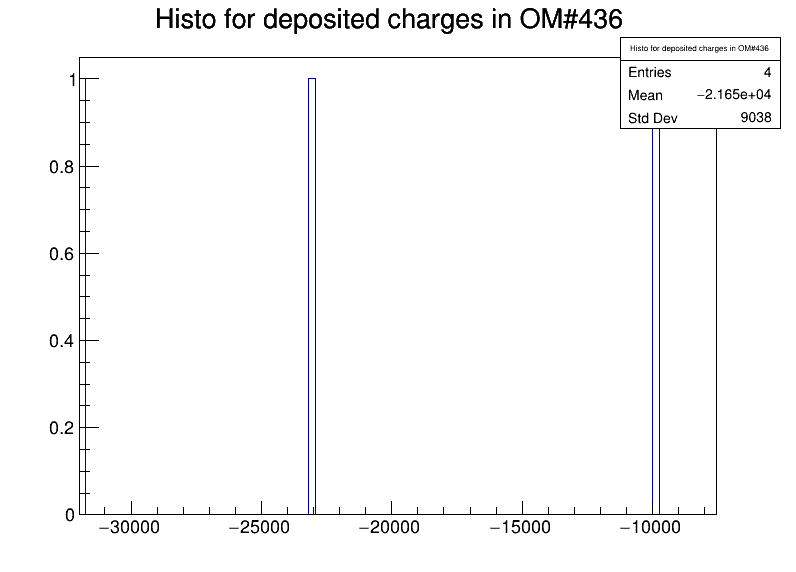 Histo for deposited charges in OM#436
Histo for deposited charges in OM#436
Entries 4
Mean −2.165e+04
Std Dev 9038
1
0.8
0.6
0.4
0.2
0
−30000 −25000 −20000 −15000 −10000